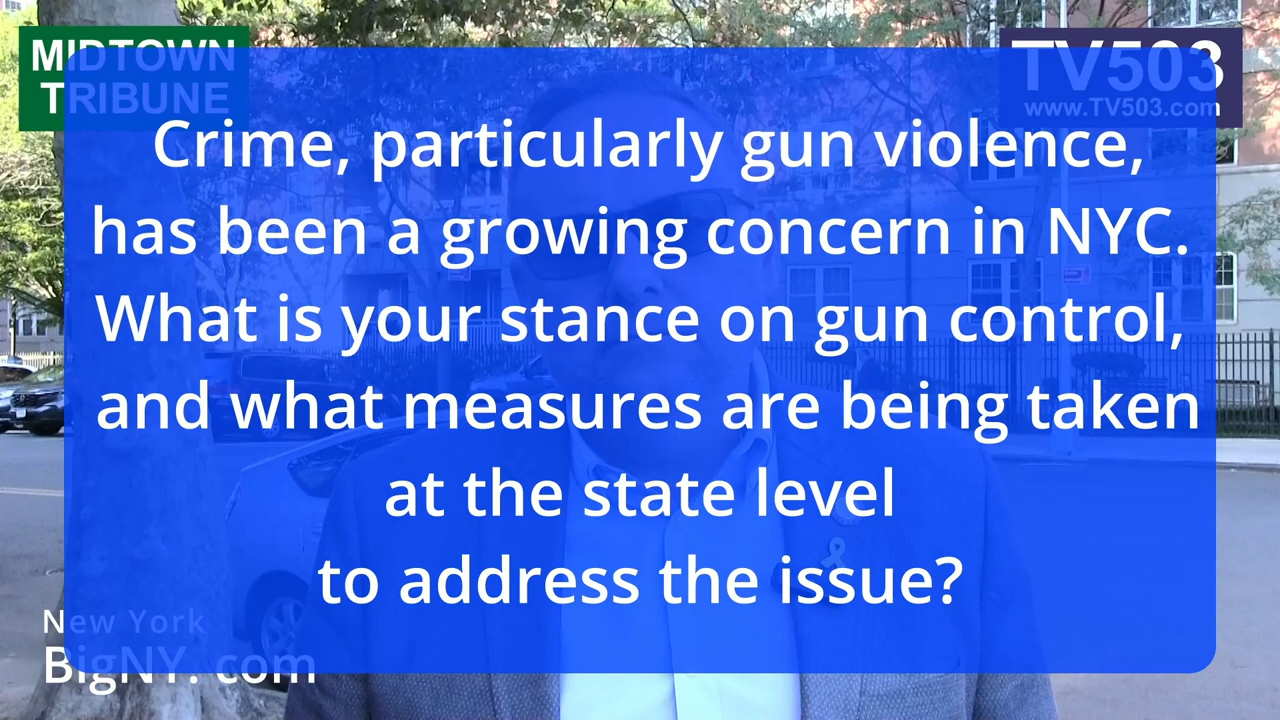 MIDTOWN
TRIBUNE
TV503
www.TV503.com
Crime, particularly gun violence,
has been a growing concern in NYC.
What is your stance on gun control,
and what measures are being taken
at the state level
to address the issue?
New York
BigNY. com